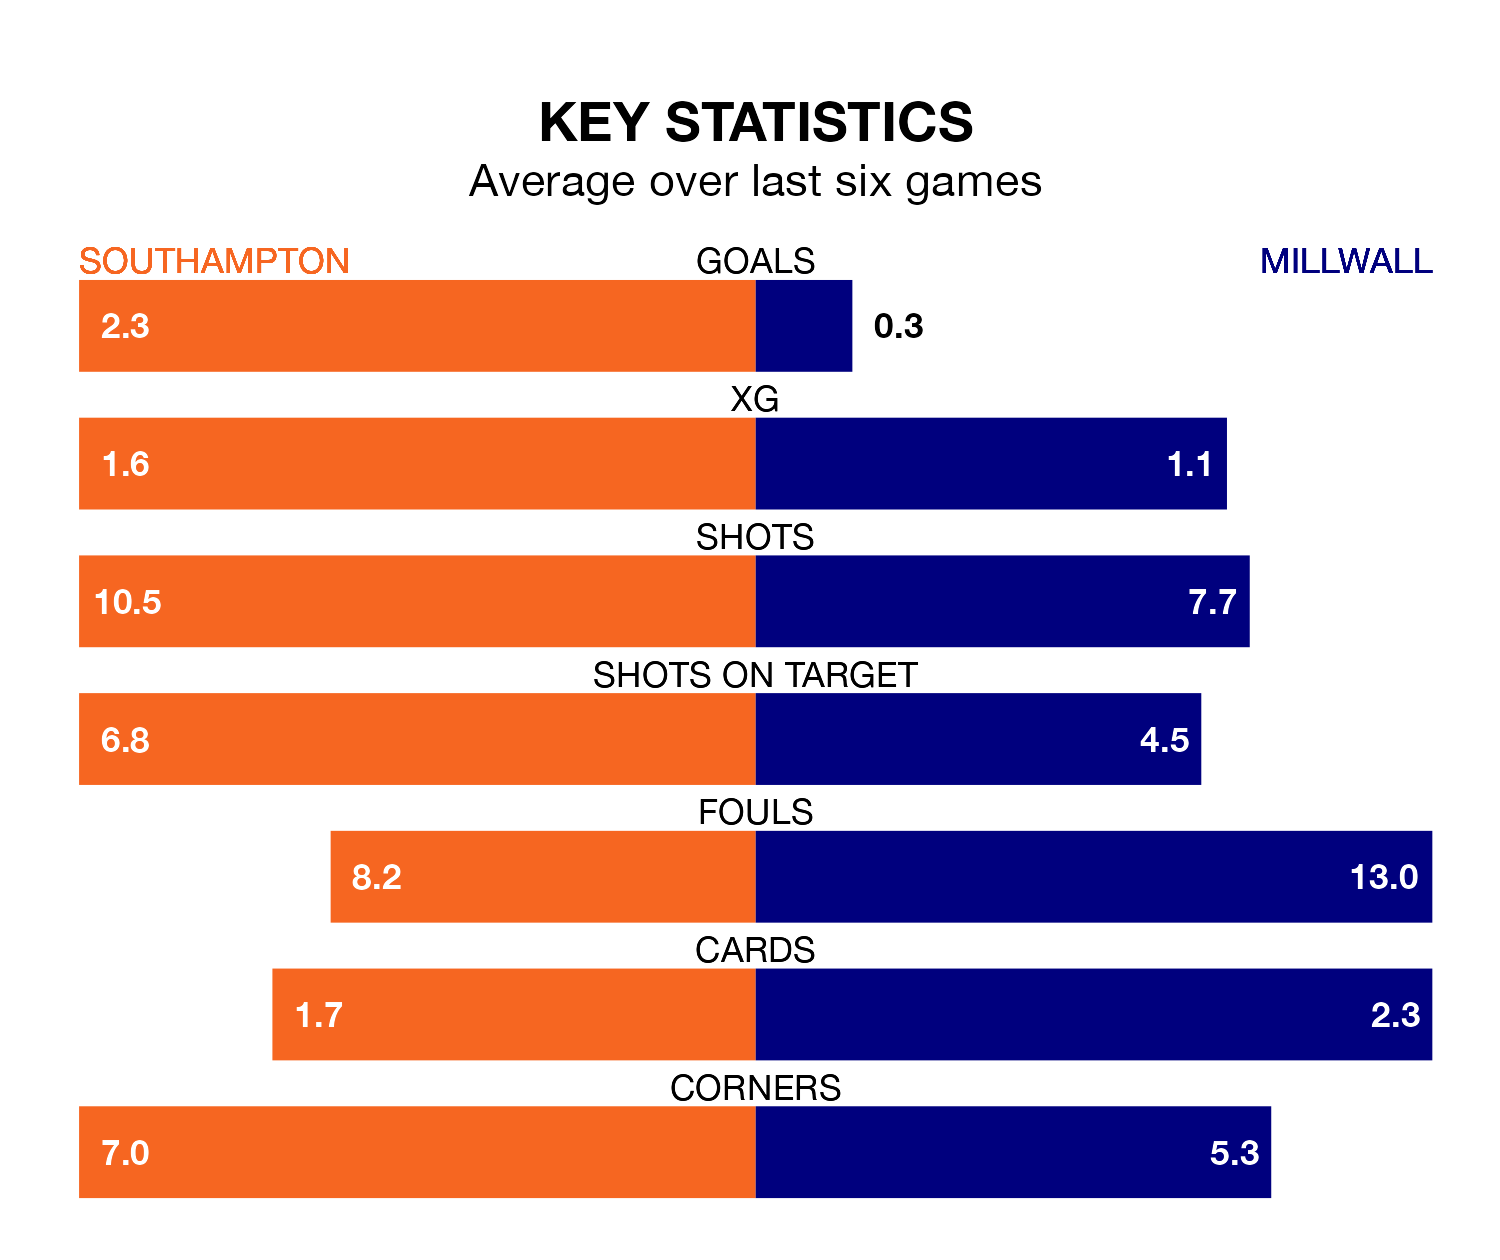 KEY STATISTICS
Average over last six games
SOUTHAMPTON GOALS MILLWALL
2.3 0.3
XG
1.6 1.1
SHOTS
10.5 7.7
SHOTS ON TARGET
6.8 4.5
FOULS
8.2 13.0
CARDS
1.7 2.3
CORNERS
7.0 5.3